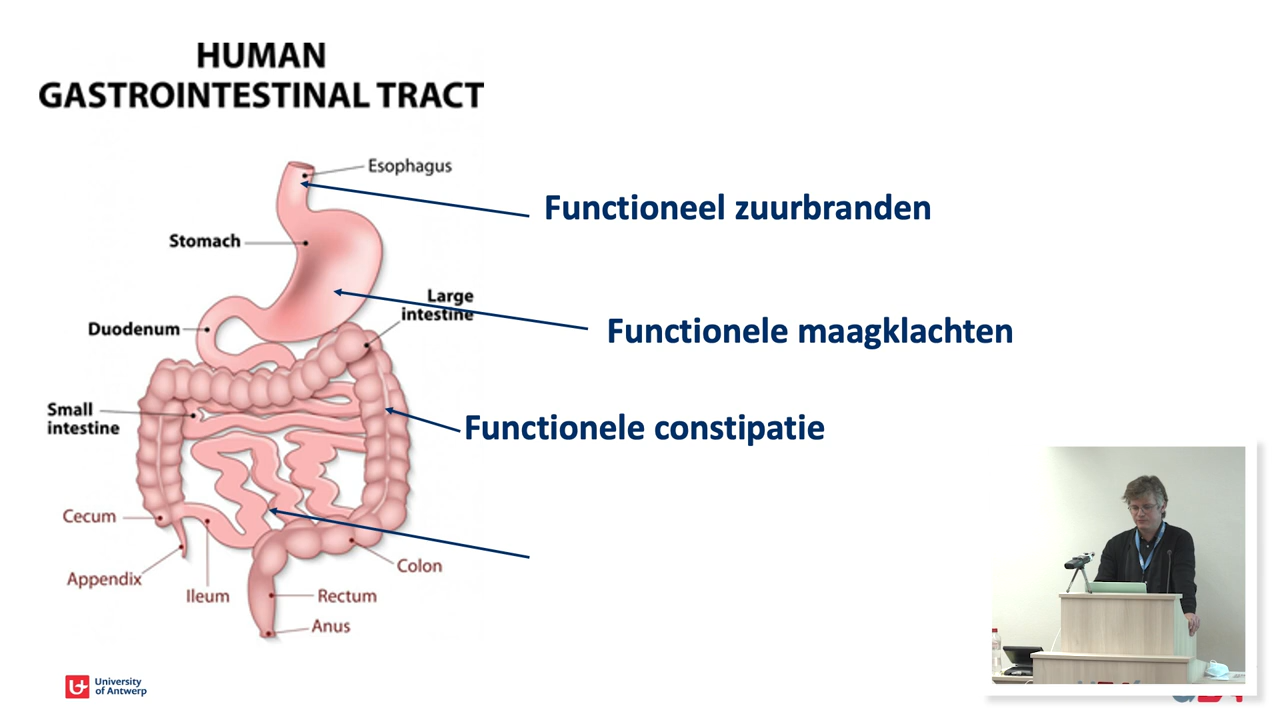 HUMAN
GASTROINTESTINAL TRACT
Esophagus
Functioneel zuurbranden
Stomach
Large
intestine
Duodenum
Functionele maagklachten
Small
intestine
Functionele constipatie
Cecum
Appendix
Ileum
Colon
Rectum
Anus
University
of Antwerp